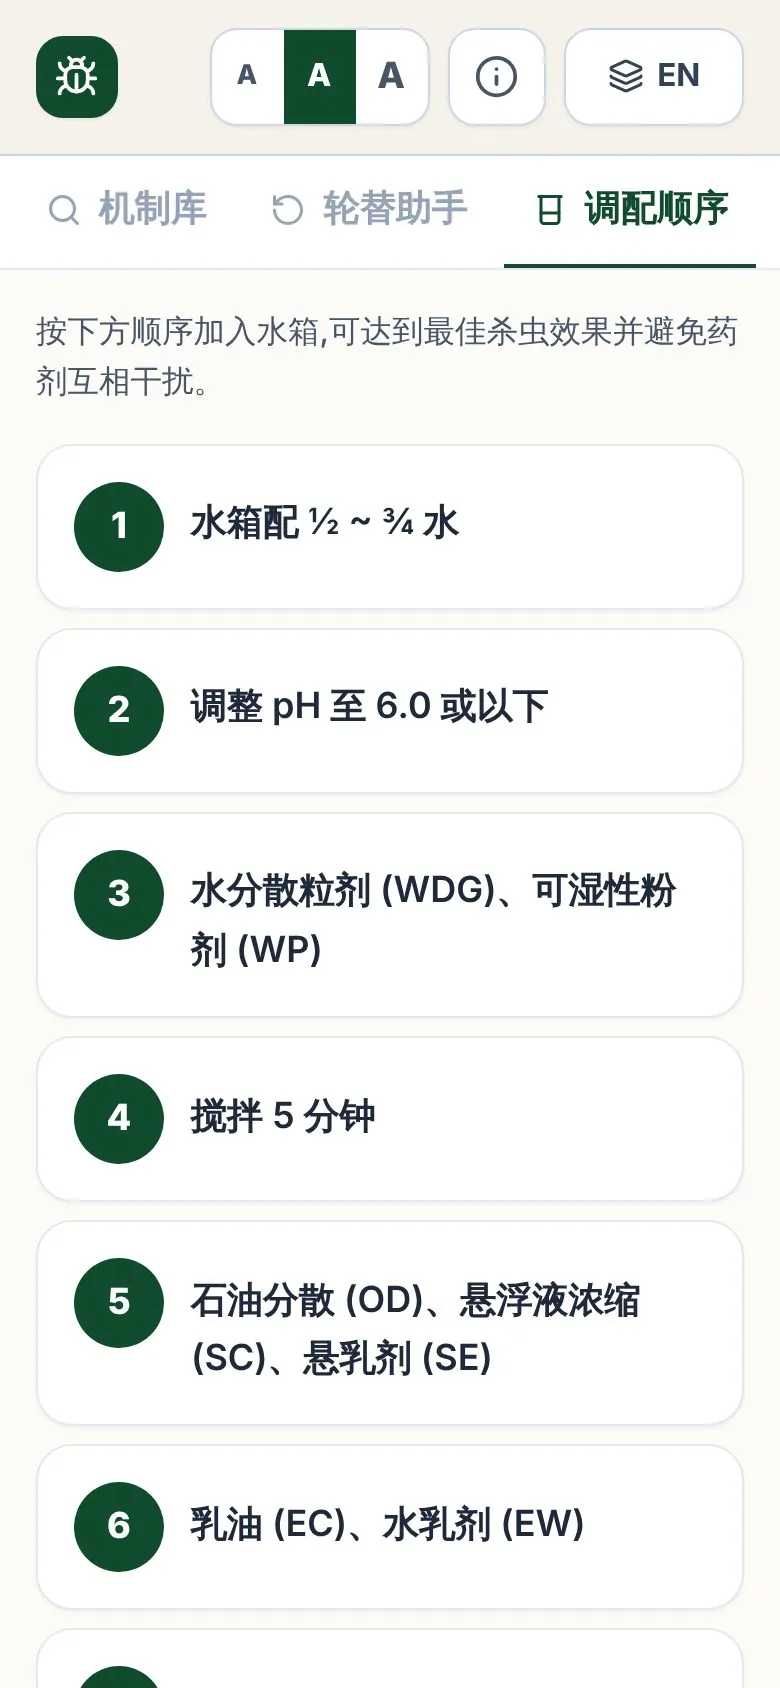 A A A EN
机制库 轮替助手 调配顺序
按下方顺序加入水箱,可达到最佳杀虫效果并避免药
剂互相干扰。
1 水箱配 ½ ~ ¾ 水
2 调整 pH 至 6.0 或以下
3 水分散粒剂 (WDG)、可湿性粉
剂 (WP)
4 搅拌 5 分钟
5 石油分散 (OD)、悬浮液浓缩
(SC)、悬乳剂 (SE)
6 乳油 (EC)、水乳剂 (EW)